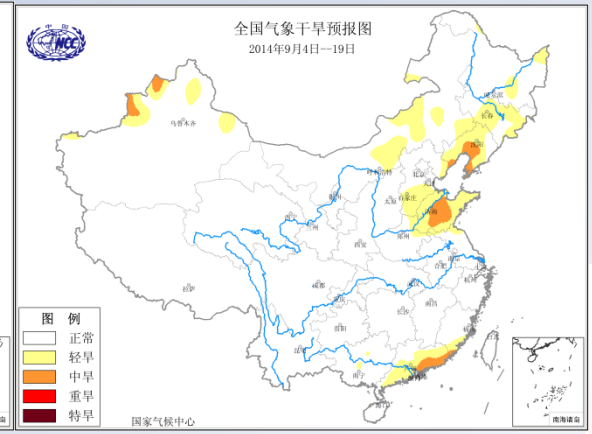 全国气象干旱预报图
2014年9月4日--19日
中国
NCC
哈尔滨
长春
乌鲁木齐
沈阳
呼和浩特
北京
天津
银川
太原
石家庄
济南
西宁
兰州
郑州
西安
南京
合肥
上海
拉萨
成都
武汉
杭州
重庆
长沙
南昌
贵阳
福州
昆明
台北
南宁
广州
海口
图 例
正常
轻旱
中旱
重旱
特旱
南海诸岛
国家气候中心